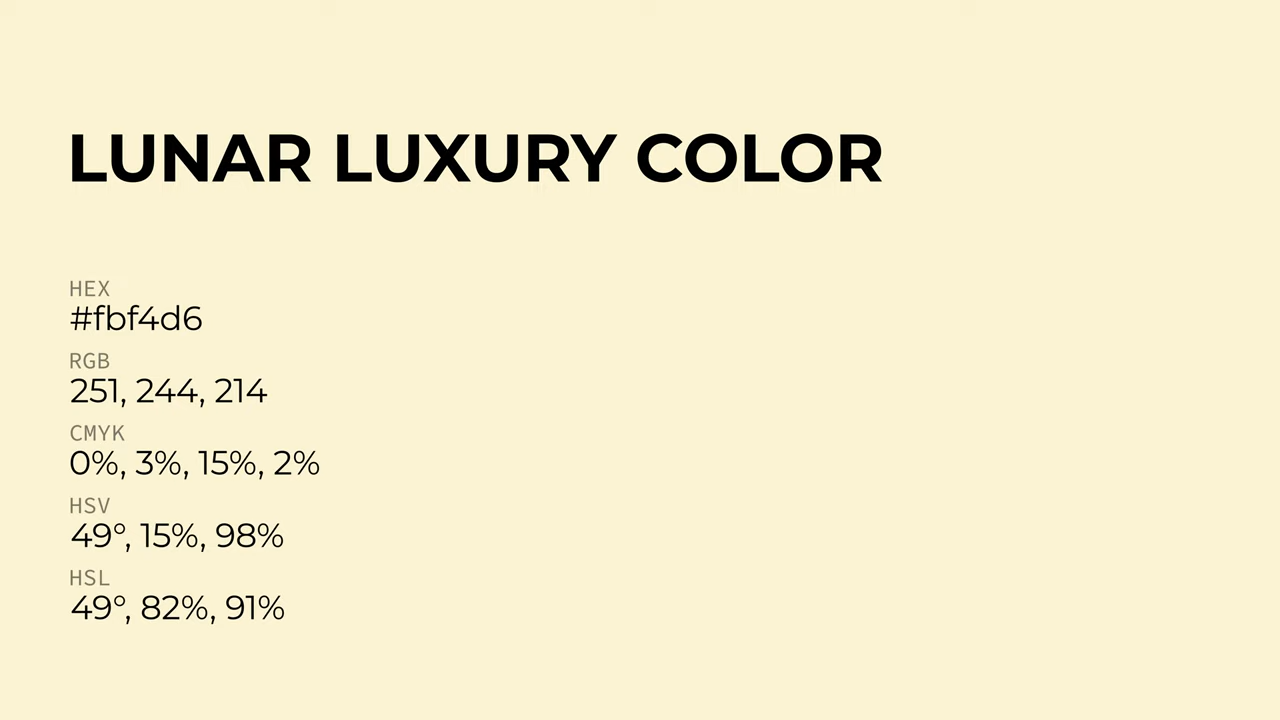 LUNAR LUXURY COLOR
HEX
#fbf4d6
RGB
251, 244, 214
CMYK
0%, 3%, 15%, 2%
HSV
49°, 15%, 98%
HSL
49°, 82%, 91%